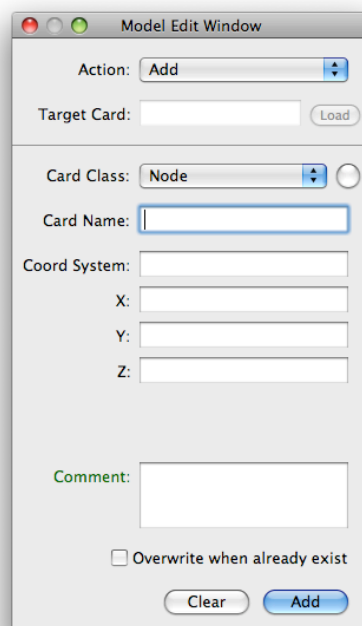 Model Edit Window
Action: Add
Target Card: Load
Card Class: Node
Card Name:
Coord System:
X:
Y:
Z:
Comment:
Overwrite when already exist
Clear Add